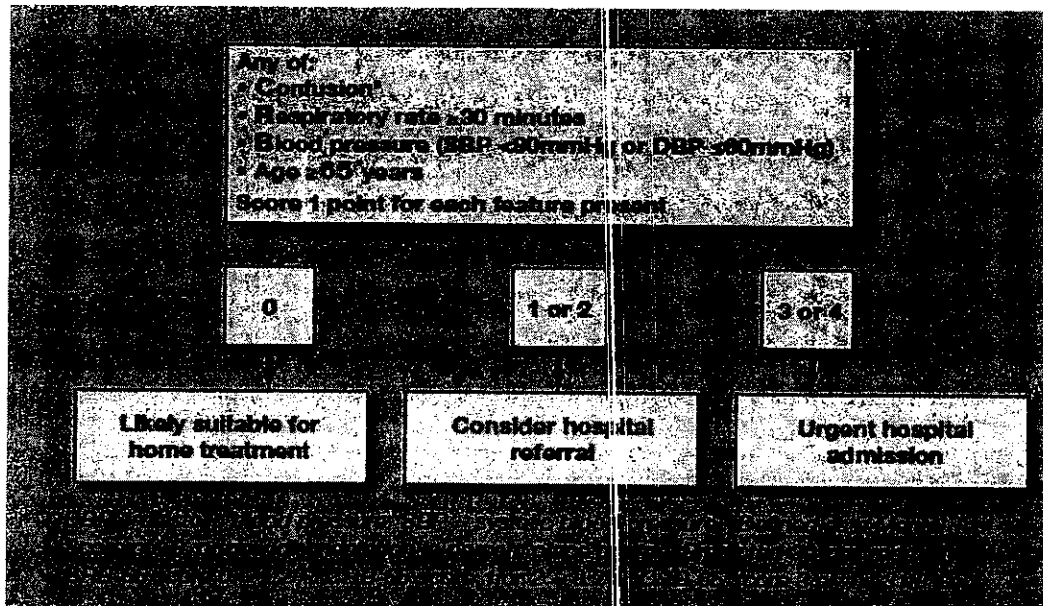 Any of:
• Confusion*
• Respiratory rate ≥30 minutes
• Blood pressure (SBP <90mmHg or DBP ≤60mmHg)
• Age ≥65 years
Score 1 point for each feature present
0
1 or 2
3 or 4
Likely suitable for
home treatment
Consider hospital
referral
Urgent hospital
admission